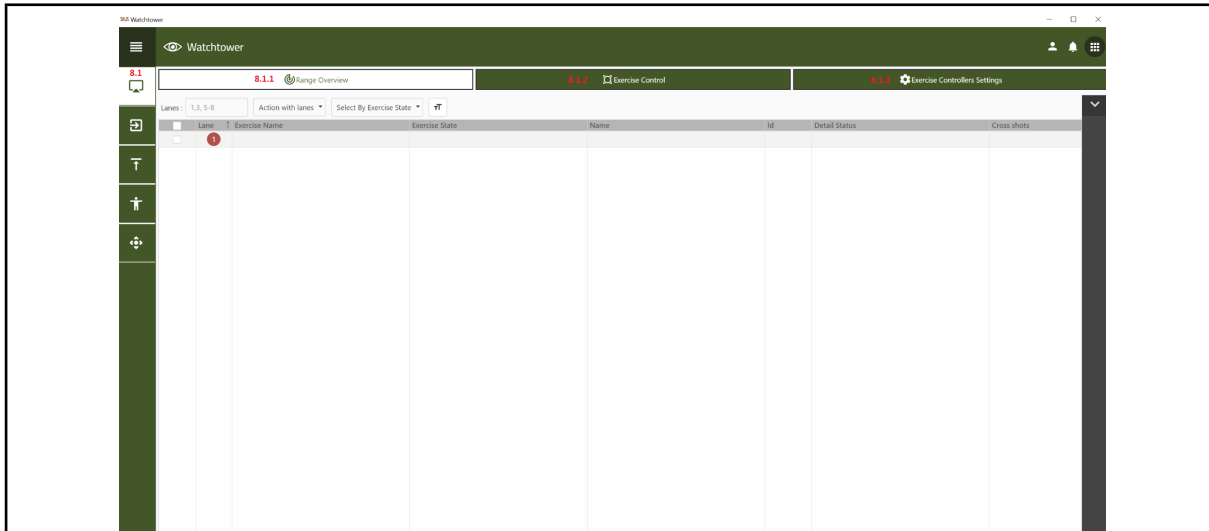 SIUS Watchtower
Watchtower
8.1
8.1.1 Range Overview
8.1.2 Exercise Control
8.1.3 Exercise Controllers Settings
Lanes : 1,3, 5-8 Action with lanes Select By Exercise State
Lane Exercise Name Exercise State Name Id Detail Status Cross shots
1